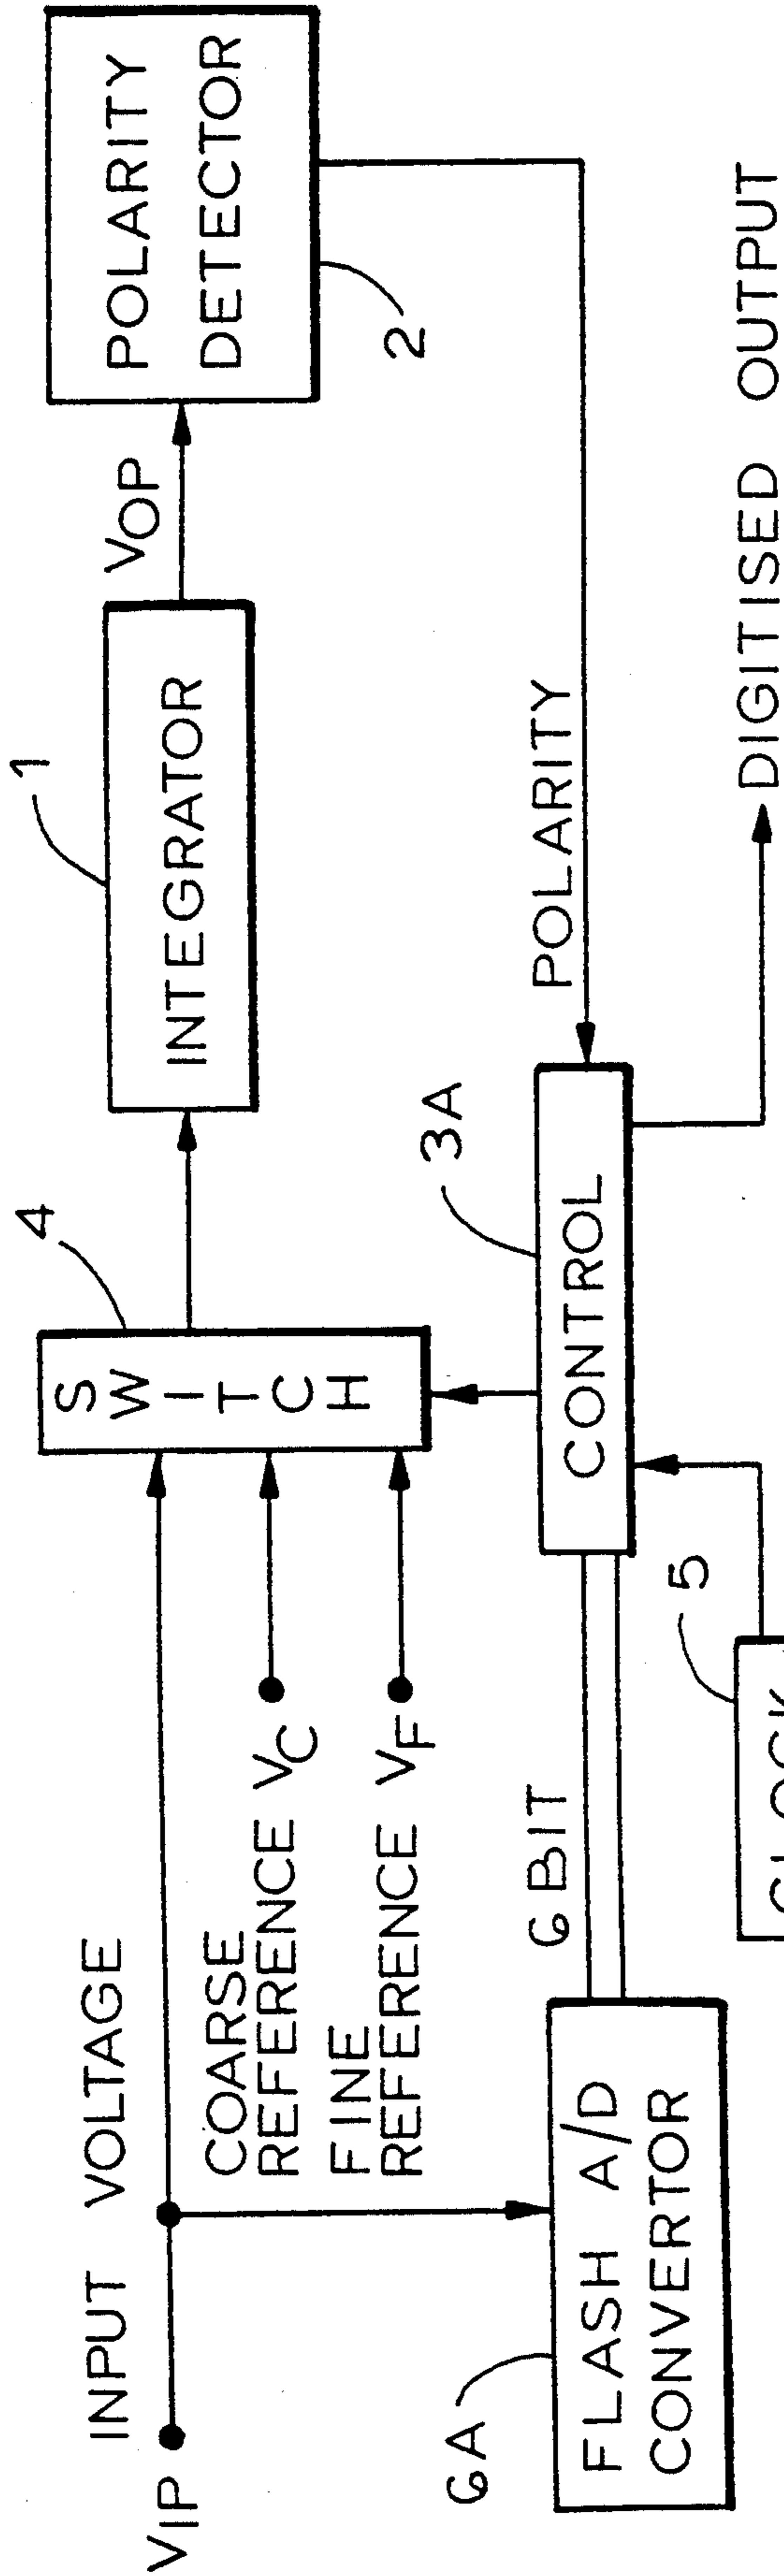 VIP
INPUT VOLTAGE
COARSE
REFERENCE VC
FINE
REFERENCE VF
4
SWITCH
1
INTEGRATOR
VOP
POLARITY
DETECTOR
2
6A
FLASH A/D
CONVERTOR
6 BIT
3A
CONTROL
POLARITY
5
CLOCK
DIGITISED OUTPUT